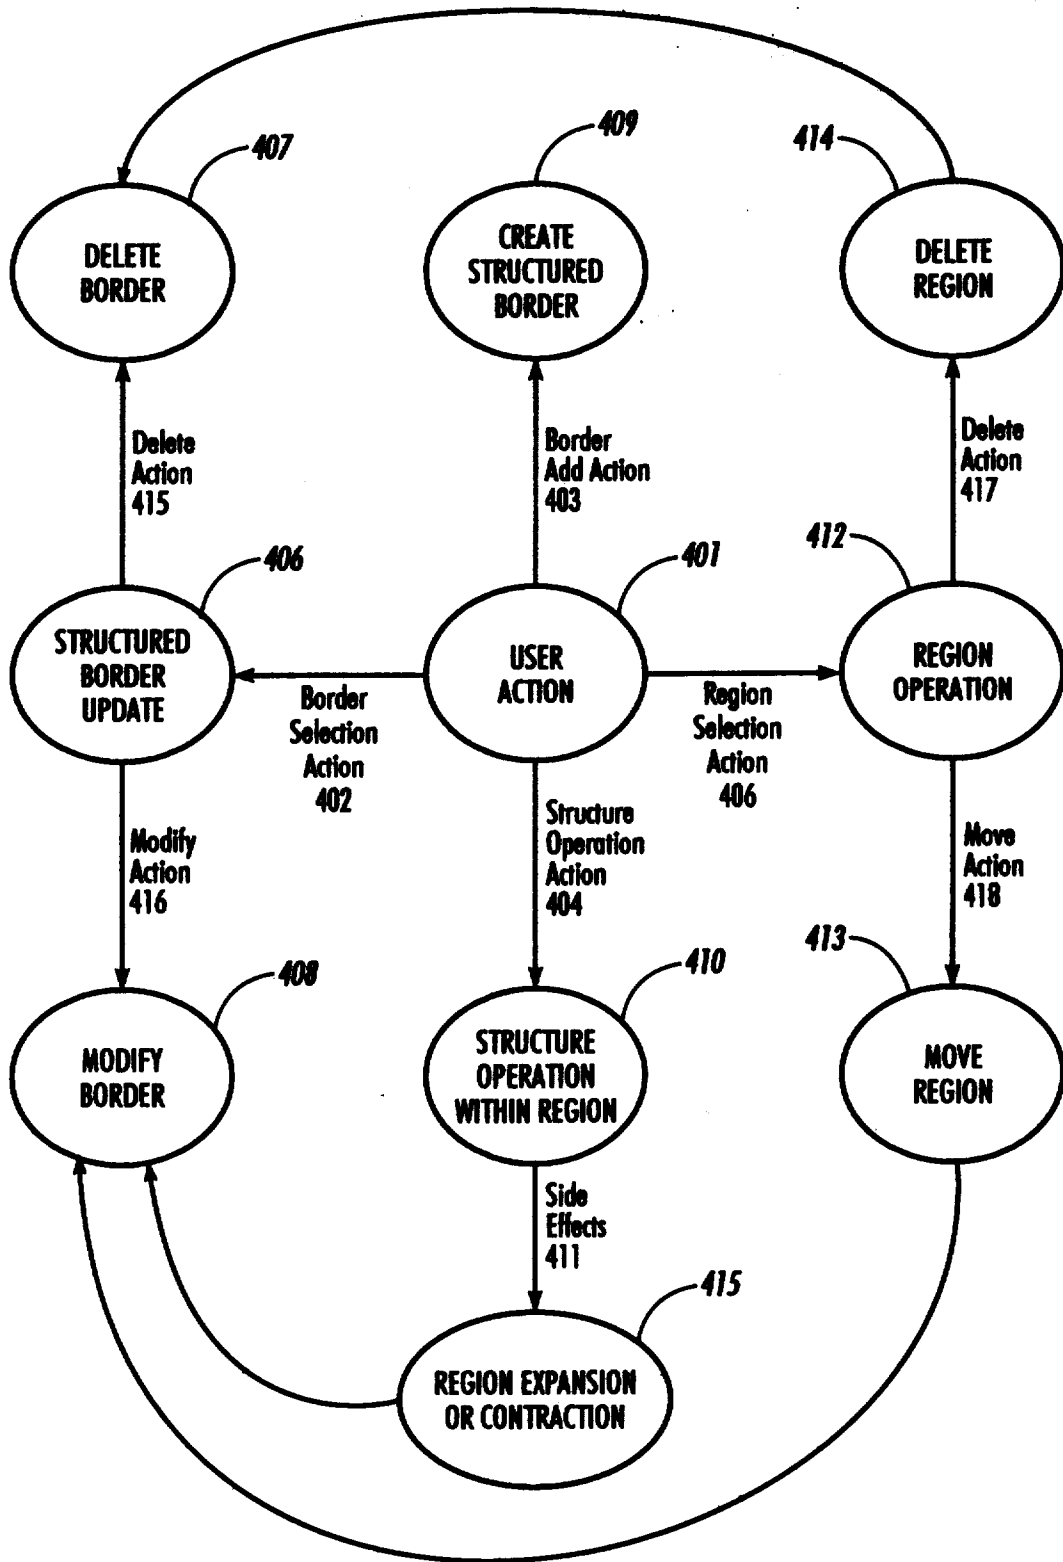 407
409
414
DELETE
BORDER
CREATE
STRUCTURED
BORDER
DELETE
REGION
Delete
Action
415
Border
Add Action
403
Delete
Action
417
406
401
412
STRUCTURED
BORDER
UPDATE
USER
ACTION
REGION
OPERATION
Border
Selection
Action
402
Region
Selection
Action
406
Modify
Action
416
Structure
Operation
Action
404
Move
Action
418
408
410
413
MODIFY
BORDER
STRUCTURE
OPERATION
WITHIN REGION
MOVE
REGION
Side
Effects
411
415
REGION EXPANSION
OR CONTRACTION